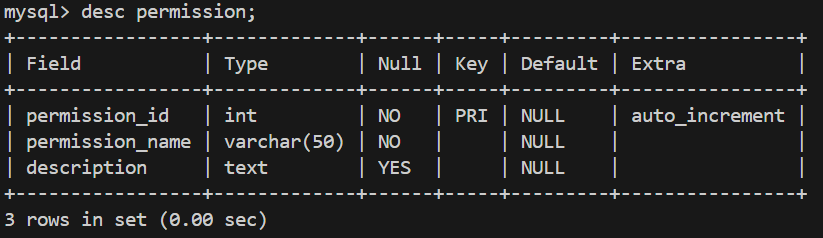 mysql> desc permission;
+-----------------+-------------+------+-----+---------+----------------+
| Field           | Type        | Null | Key | Default | Extra          |
+-----------------+-------------+------+-----+---------+----------------+
| permission_id   | int         | NO   | PRI | NULL    | auto_increment |
| permission_name | varchar(50) | NO   |     | NULL    |                |
| description     | text        | YES  |     | NULL    |                |
+-----------------+-------------+------+-----+---------+----------------+
3 rows in set (0.00 sec)